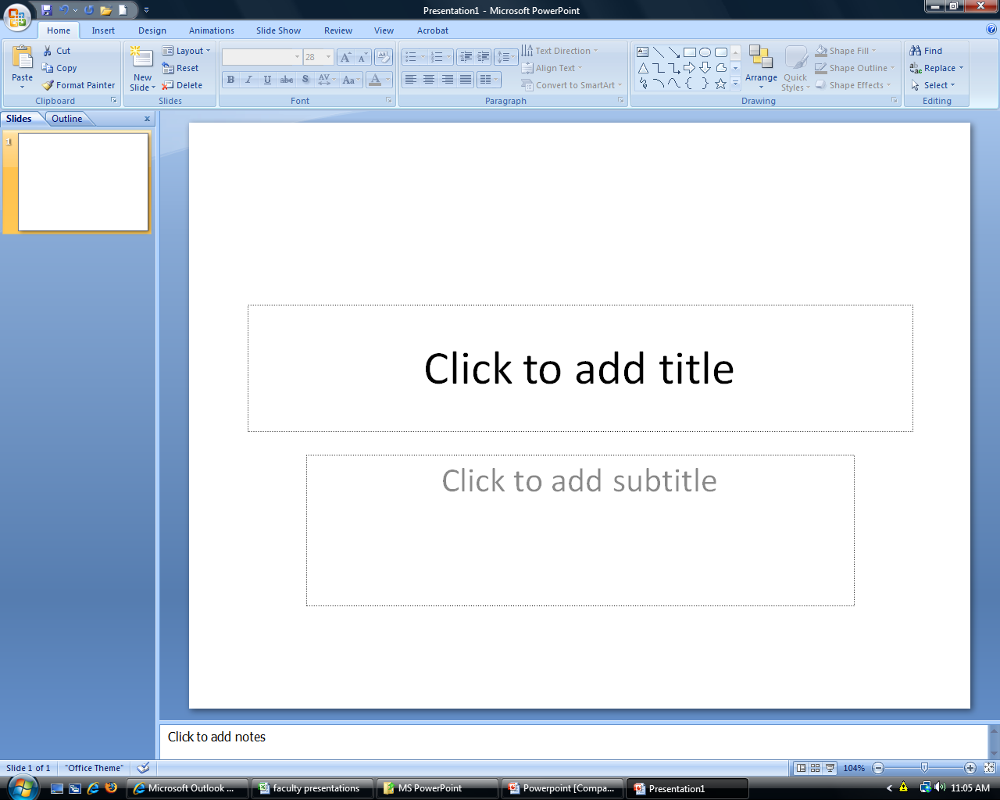 Presentation1 - Microsoft PowerPoint
Home Insert Design Animations Slide Show Review View Acrobat
Paste
Cut
Copy
Format Painter
Clipboard
New
Slide
Layout
Reset
Delete
Slides
28
B I U abc S AV Aa A
Font
Text Direction
Align Text
Convert to SmartArt
Paragraph
Arrange
Quick
Styles
Shape Fill
Shape Outline
Shape Effects
Drawing
Find
Replace
Select
Editing
Slides Outline x
1
Click to add title
Click to add subtitle
Click to add notes
Slide 1 of 1 "Office Theme" 104%
Microsoft Outlook ... faculty presentations MS PowerPoint Powerpoint [Compa... Presentation1 11:05 AM